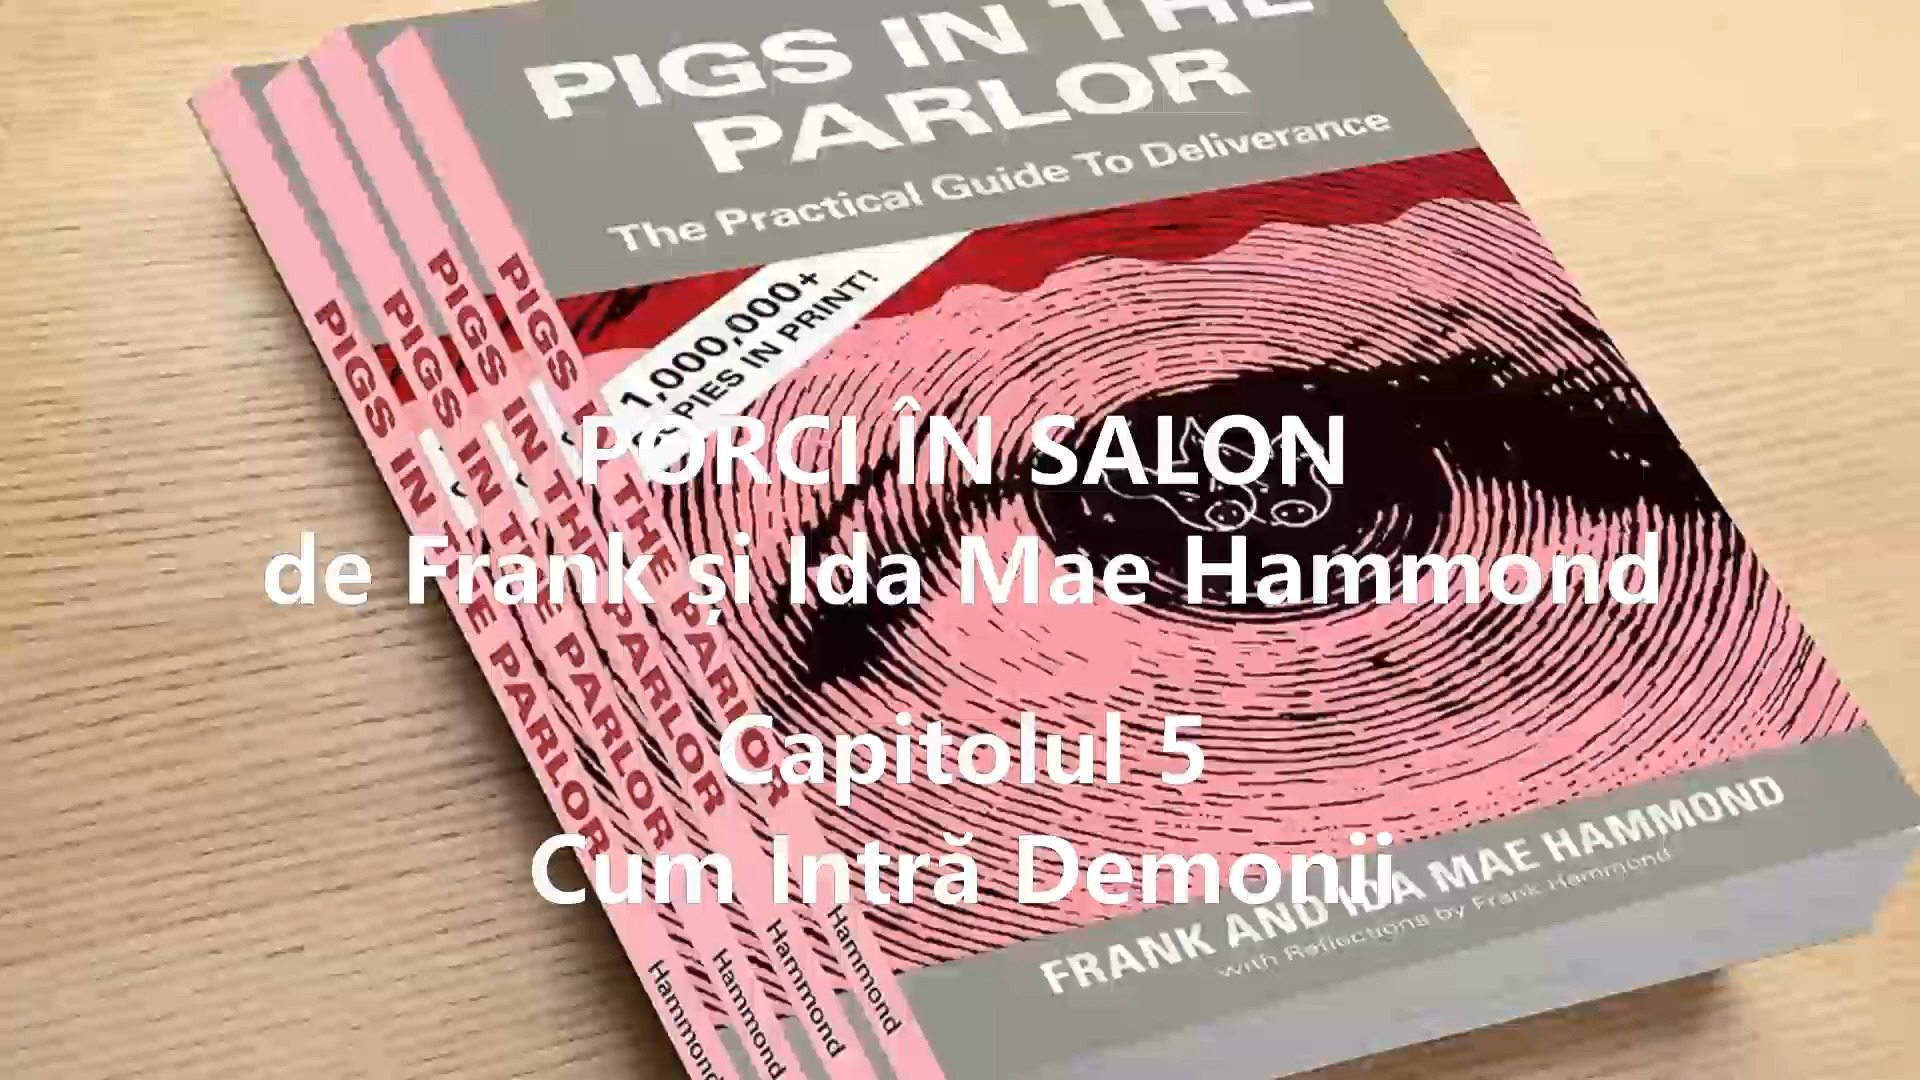 PIGS IN THE
PARLOR
The Practical Guide To Deliverance
1,000,000+
COPIES IN PRINT!
PIGS IN THE PARLOR
PIGS IN THE PARLOR
PIGS IN THE PARLOR
PIGS IN THE PARLOR
PORCI ÎN SALON
de Frank și Ida Mae Hammond
Capitolul 5
Cum Intră Demonii
FRANK AND IDA MAE HAMMOND
with Reflections by Frank Hammond
Hammond
Hammond
Hammond
Hammond